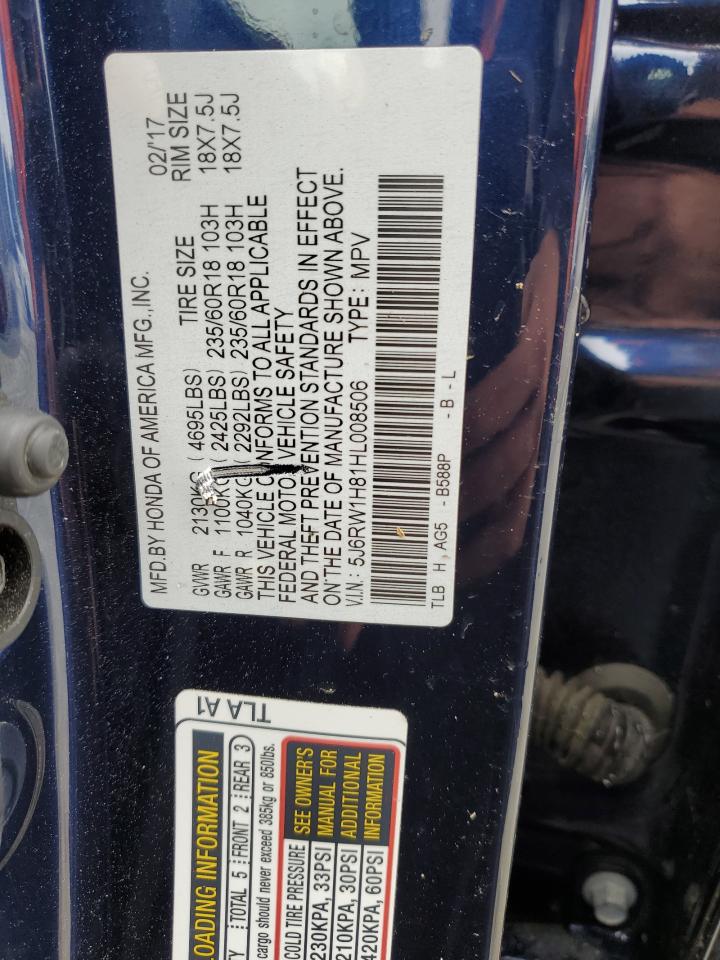 MFD.BY HONDA OF AMERICA MFG.,INC. 02/'17
TIRE SIZE RIM SIZE
GVWR 2130KG (4695LBS)
GAWR F 1100KG (2425LBS) 235/60R18 103H 18X7.5J
GAWR R 1040KG (2292LBS) 235/60R18 103H 18X7.5J
THIS VEHICLE CONFORMS TO ALL APPLICABLE
FEDERAL MOTOR VEHICLE SAFETY
AND THEFT PREVENTION STANDARDS IN EFFECT
ON THE DATE OF MANUFACTURE SHOWN ABOVE.
V.I.N.: 5J6RW1H81HL008506 TYPE: MPV
TLB H, AG5 - B588P - B - L
TLA A1
LOADING INFORMATION
TOTAL 5 FRONT 2 REAR 3
cargo should never exceed 385kg or 850lbs.
COLD TIRE PRESSURE
230KPA, 33PSI
210KPA, 30PSI
420KPA, 60PSI
SEE OWNER'S
MANUAL FOR
ADDITIONAL
INFORMATION